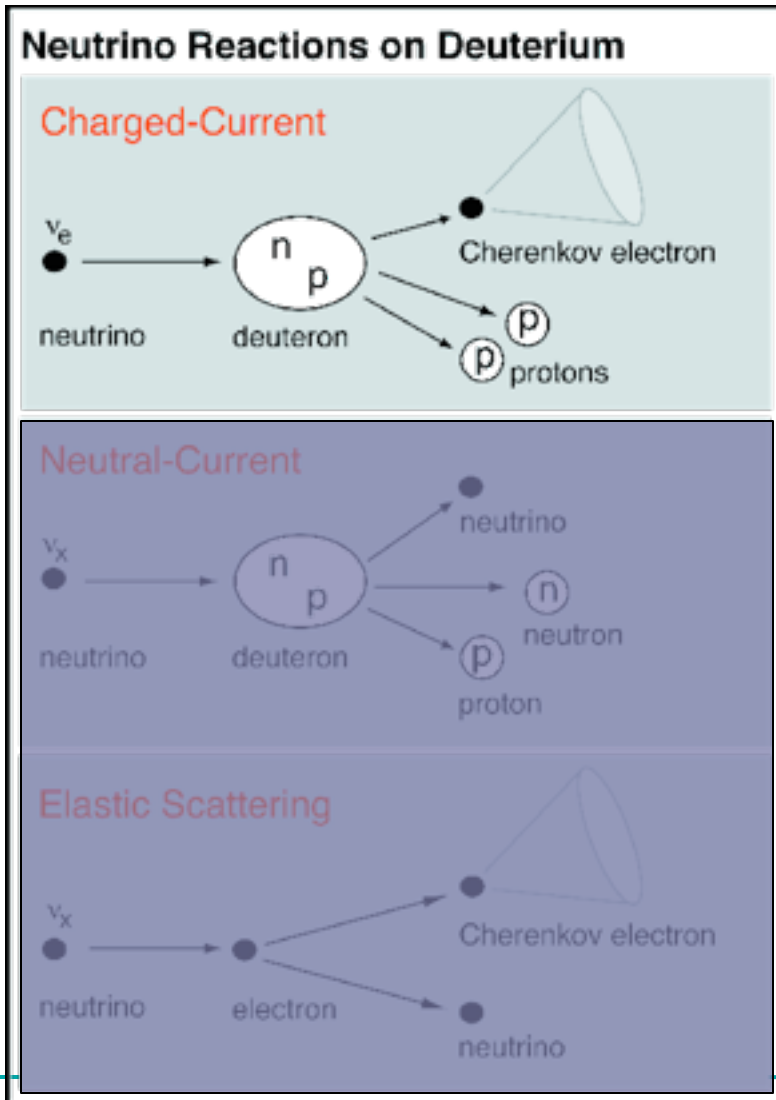 Neutrino Reactions on Deuterium
Charged-Current
νe
n
p
Cherenkov electron
neutrino
deuteron
p
p
protons
Neutral-Current
νx
n
p
neutrino
n
neutron
neutrino
deuteron
p
proton
Elastic Scattering
νx
Cherenkov electron
neutrino
electron
neutrino